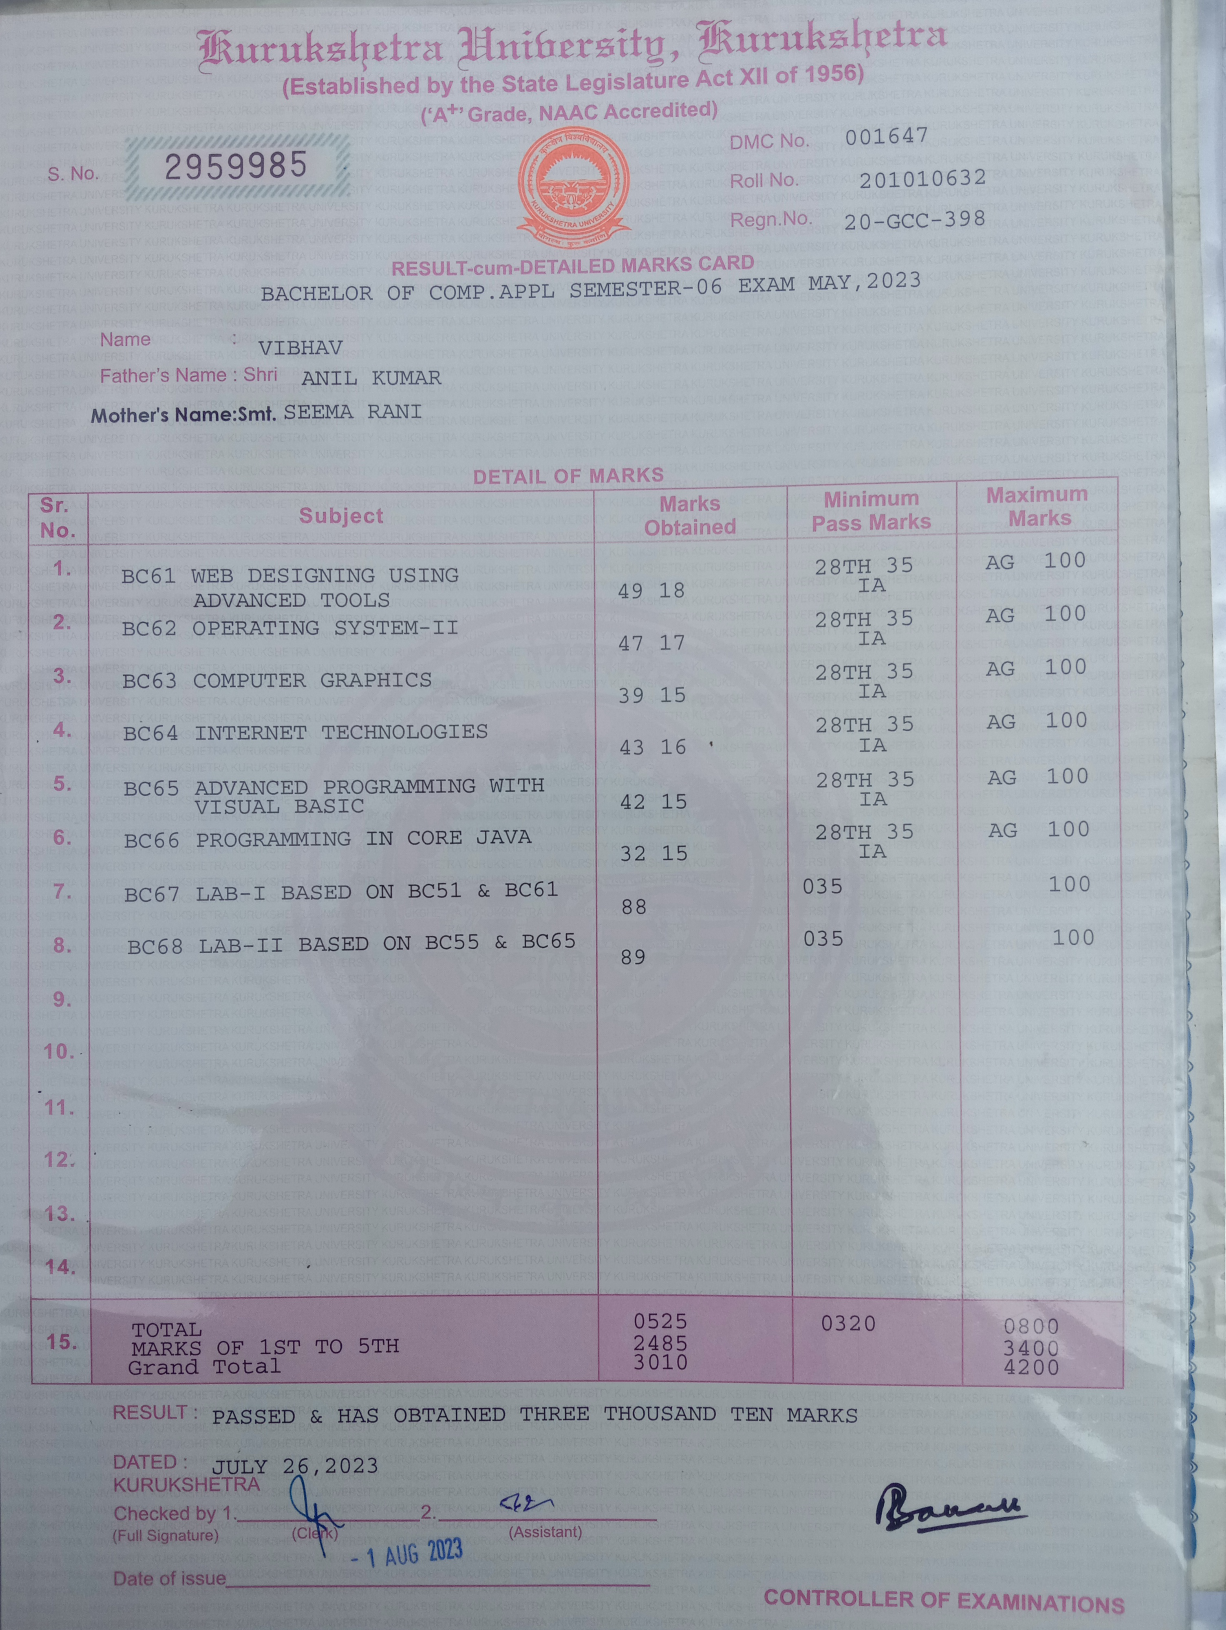 Kurukshetra University, Kurukshetra
(Established by the State Legislature Act XII of 1956)
('A+' Grade, NAAC Accredited)
S. No. 2959985
DMC No. 001647
Roll No. 201010632
Regn.No. 20-GCC-398
KURUKSHETRA UNIVERSITY
RESULT-cum-DETAILED MARKS CARD
BACHELOR OF COMP.APPL SEMESTER-06 EXAM MAY,2023
Name : VIBHAV
Father's Name : Shri ANIL KUMAR
Mother's Name:Smt. SEEMA RANI
DETAIL OF MARKS
Sr. No. Subject Marks Obtained Minimum Pass Marks Maximum Marks
1. BC61 WEB DESIGNING USING 28TH 35 AG 100
ADVANCED TOOLS 49 18 IA
2. BC62 OPERATING SYSTEM-II 28TH 35 AG 100
47 17 IA
3. BC63 COMPUTER GRAPHICS 28TH 35 AG 100
39 15 IA
4. BC64 INTERNET TECHNOLOGIES 28TH 35 AG 100
43 16 IA
5. BC65 ADVANCED PROGRAMMING WITH 28TH 35 AG 100
VISUAL BASIC 42 15 IA
6. BC66 PROGRAMMING IN CORE JAVA 28TH 35 AG 100
32 15 IA
7. BC67 LAB-I BASED ON BC51 & BC61 035 100
88
8. BC68 LAB-II BASED ON BC55 & BC65 035 100
89
9.
10.
11.
12.
13.
14.
15. TOTAL 0525 0320 0800
MARKS OF 1ST TO 5TH 2485 3400
Grand Total 3010 4200
RESULT : PASSED & HAS OBTAINED THREE THOUSAND TEN MARKS
DATED : JULY 26,2023
KURUKSHETRA
Checked by 1. 2.
(Full Signature) (Clerk) (Assistant)
- 1 AUG 2023
Date of issue
CONTROLLER OF EXAMINATIONS